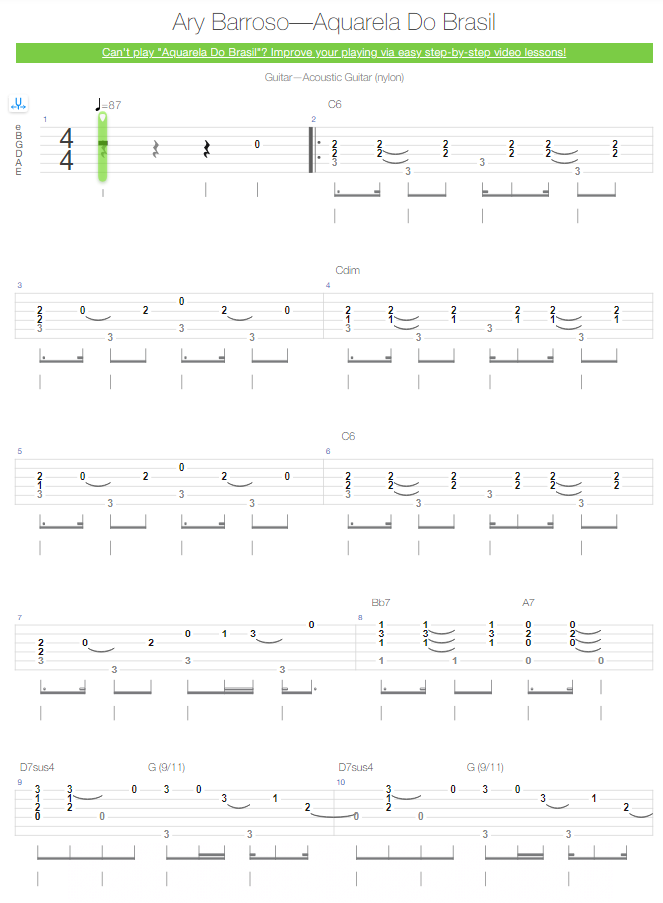 Ary Barroso—Aquarela Do Brasil
Can't play "Aquarela Do Brasil"? Improve your playing via easy step-by-step video lessons!
Guitar—Acoustic Guitar (nylon)
=87 C6
1 2
e
B 4
G 0 2 2 2 2 2 2
D 4 2 2 2 2 2 2
A 3 3
E 3 3
Cdim
3 4
0
2 0 2 2 0 2 2 2 2 2 2
2 1 1 1 1 1 1
3 3 3 3
3 3 3 3
C6
5 6
0
2 0 2 2 0 2 2 2 2 2 2
1 2 2 2 2 2 2
3 3 3 3
3 3 3 3
Bb7 A7
7 8
0 1 1 1 0 0
0 1 3 3 3 3 2 2
2 0 2 1 1 1 0 0
2
3 3 1 1 0 0
3 3
D7sus4 G (9/11) D7sus4 G (9/11)
9 10
3 3 0 3 0 3 0 3 0
1 1 3 1 1 3 1
2 2 2 2 2
0 0 0 0
3 3 3 3